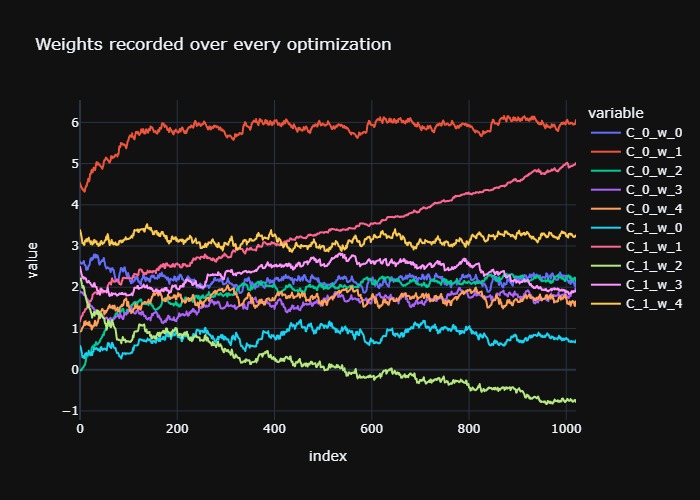 Weights recorded over every optimization
variable
C_0_w_0
C_0_w_1
C_0_w_2
C_0_w_3
C_0_w_4
C_1_w_0
C_1_w_1
C_1_w_2
C_1_w_3
C_1_w_4
value
6
5
4
3
2
1
0
−1
0 200 400 600 800 1000
index